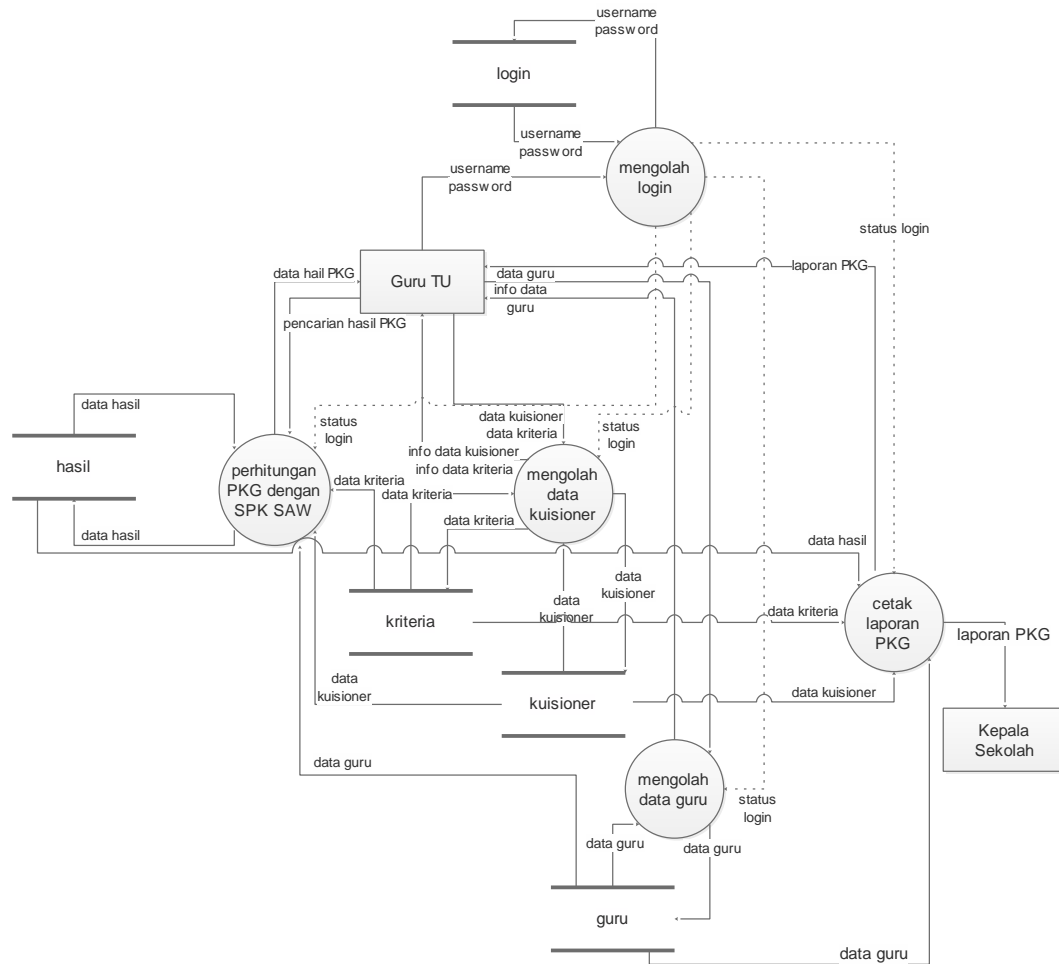 username
password
login
username
password
username
password
mengolah
login
status login
data hail PKG
Guru TU
data guru
info data
guru
laporan PKG
pencarian hasil PKG
data hasil
status
login
data kuisioner
data kriteria
status
login
info data kuisioner
info data kriteria
hasil
perhitungan
PKG dengan
SPK SAW
data kriteria
data kriteria
mengolah
data
kuisioner
data kriteria
data hasil
data hasil
data
kuisioner
data
kuisioner
kriteria
data kriteria
cetak
laporan
PKG
laporan PKG
data
kuisioner
kuisioner
data kuisioner
Kepala
Sekolah
data guru
mengolah
data guru
status
login
data guru
data guru
guru
data guru